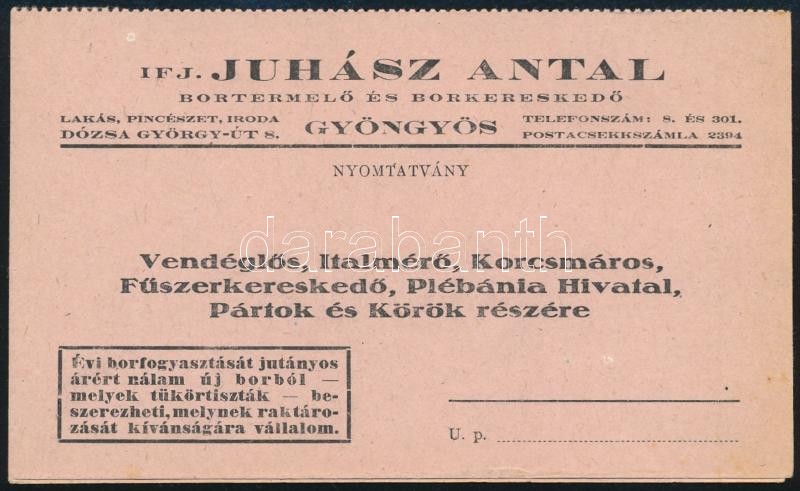 IFJ. JUHÁSZ ANTAL
BORTERMELŐ ÉS BORKERESKEDŐ
LAKÁS, PINCÉSZET, IRODA
DÓZSA GYÖRGY-ÚT 8.
GYÖNGYÖS
TELEFONSZÁM: 8. ÉS 301.
POSTACSEKKSZÁMLA 2394
NYOMTATVÁNY
darabanth
Vendéglős, Italmérő, Korcsmáros,
Fűszerkereskedő, Plébánia Hivatal,
Pártok és Körök részére
Évi borfogyasztását jutányos
árért nálam új borból —
melyek tükörtiszták — be-
szerezheti, melynek raktáro-
zását kívánságára vállalom.
U. p.